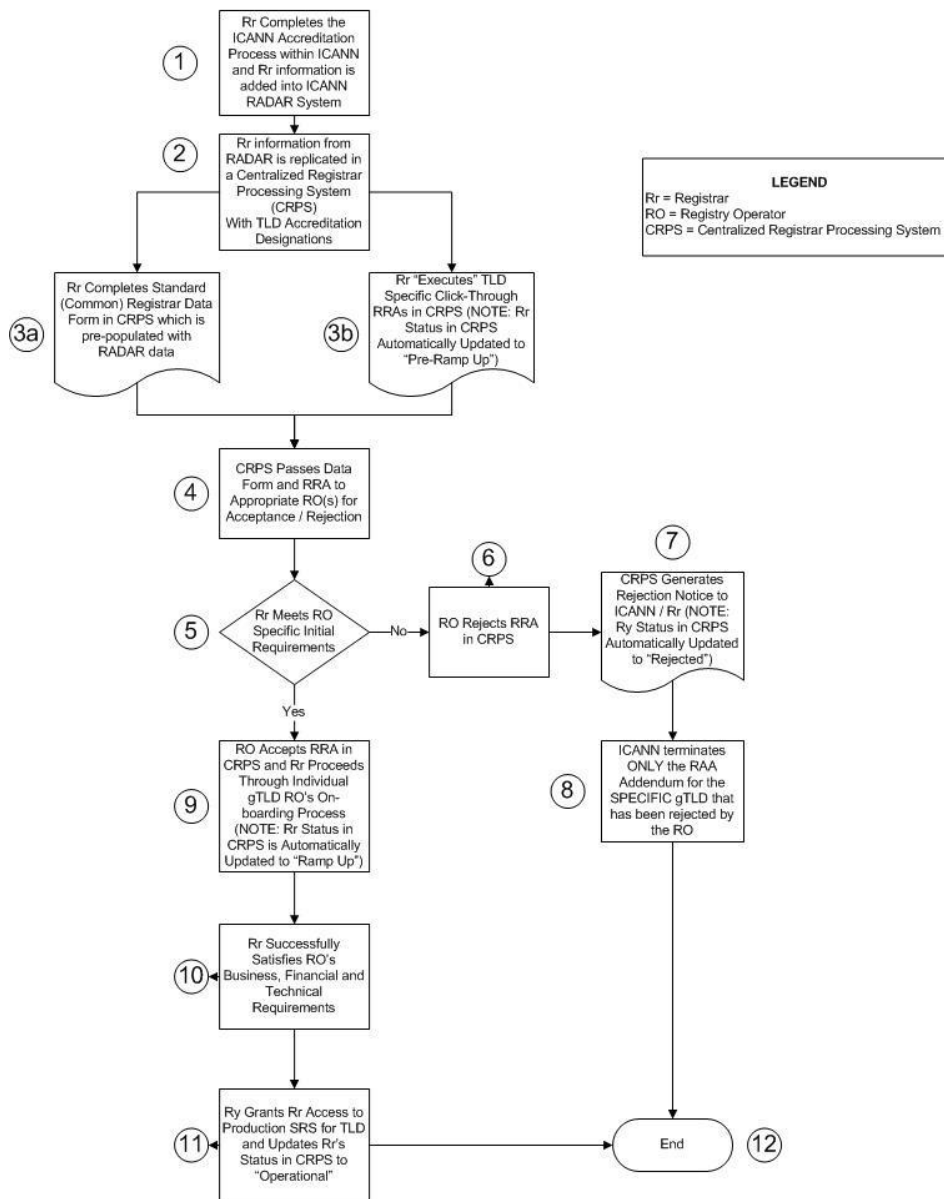 Rr Completes the
ICANN Accreditation
Process within ICANN
and Rr information is
added into ICANN
RADAR System
1
Rr information from
RADAR is replicated in
a Centralized Registrar
Processing System
(CRPS)
With TLD Accreditation
Designations
2
LEGEND
Rr = Registrar
RO = Registry Operator
CRPS = Centralized Registrar Processing System
Rr Completes Standard
(Common) Registrar Data
Form in CRPS which is
pre-populated with
RADAR data
3a
Rr “Executes” TLD
Specific Click-Through
RRAs in CRPS (NOTE: Rr
Status in CRPS
Automatically Updated to
“Pre-Ramp Up”)
3b
CRPS Passes Data
Form and RRA to
Appropriate RO(s) for
Acceptance / Rejection
4
Rr Meets RO
Specific Initial
Requirements
5
No
Yes
RO Rejects RRA
in CRPS
6
7
CRPS Generates
Rejection Notice to
ICANN / Rr (NOTE:
Ry Status in CRPS
Automatically Updated
to “Rejected”)
ICANN terminates
ONLY the RAA
Addendum for the
SPECIFIC gTLD that
has been rejected by
the RO
8
RO Accepts RRA in
CRPS and Rr Proceeds
Through Individual
gTLD RO’s On-
boarding Process
(NOTE: Rr Status in
CRPS is Automatically
Updated to “Ramp Up”)
9
Rr Successfully
Satisfies RO’s
Business, Financial and
Technical
Requirements
10
Ry Grants Rr Access to
Production SRS for TLD
and Updates Rr’s
Status in CRPS to
“Operational”
11
End
12